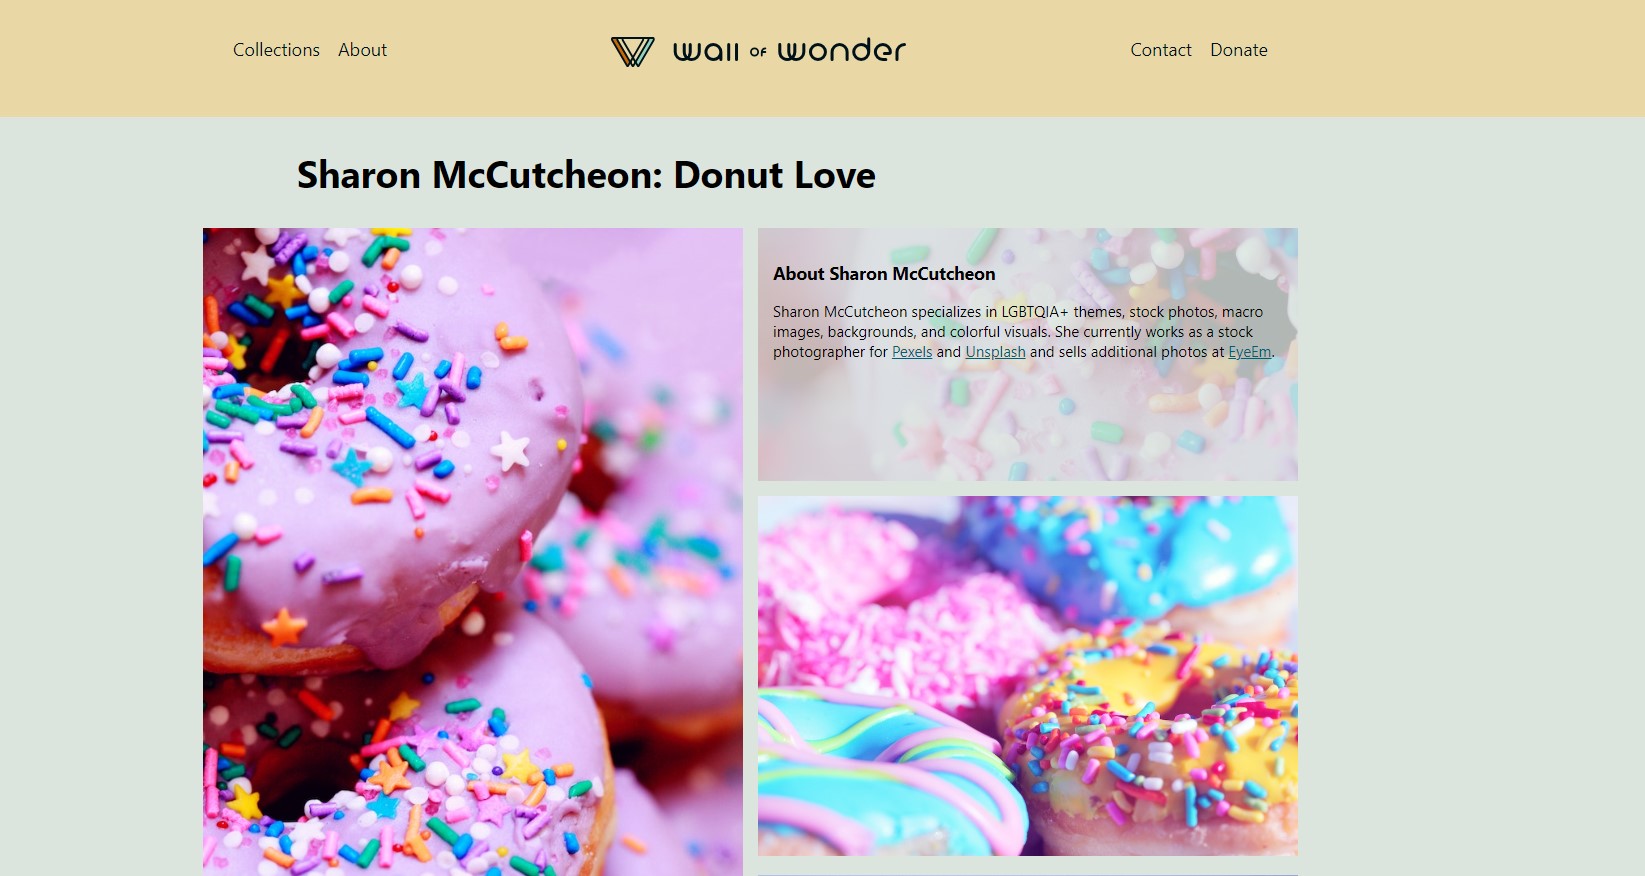 Collections About
wall OF wonder
Contact Donate
Sharon McCutcheon: Donut Love
About Sharon McCutcheon
Sharon McCutcheon specializes in LGBTQIA+ themes, stock photos, macro
images, backgrounds, and colorful visuals. She currently works as a stock
photographer for Pexels and Unsplash and sells additional photos at EyeEm.